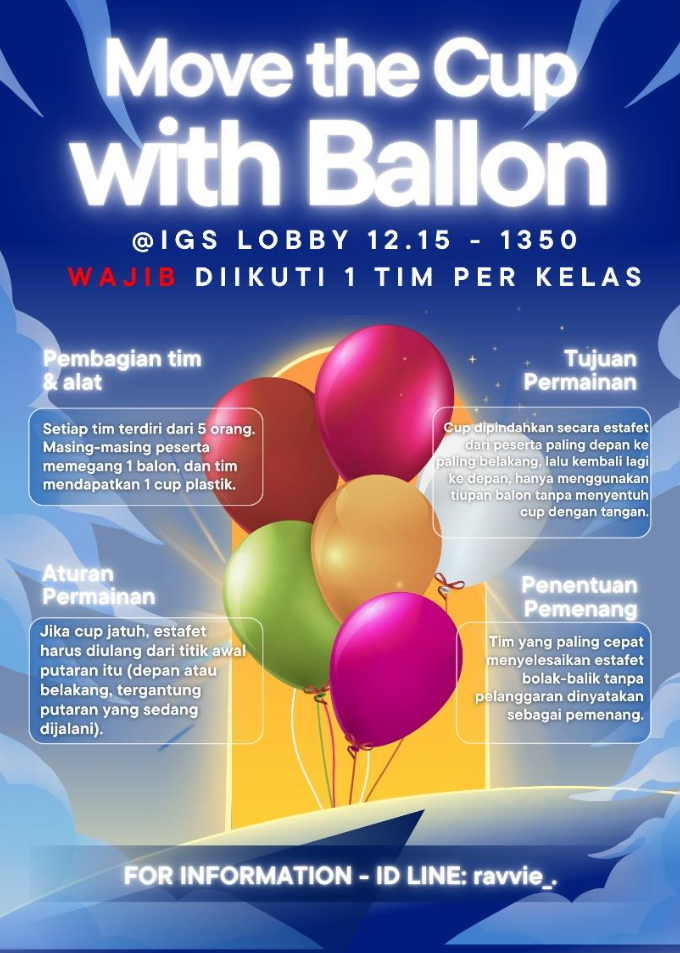 Move the Cup
with Ballon
@IGS LOBBY 12.15 - 1350
WAJIB DIIKUTI 1 TIM PER KELAS
Pembagian tim
& alat
Setiap tim terdiri dari 5 orang.
Masing-masing peserta
memegang 1 balon, dan tim
mendapatkan 1 cup plastik.
Tujuan
Permainan
Cup dipindahkan secara estafet
dari peserta paling depan ke
paling belakang, lalu kembali lagi
ke depan, hanya menggunakan
tiupan balon tanpa menyentuh
cup dengan tangan.
Aturan
Permainan
Jika cup jatuh, estafet
harus diulang dari titik awal
putaran itu (depan atau
belakang, tergantung
putaran yang sedang
dijalani).
Penentuan
Pemenang
Tim yang paling cepat
menyelesaikan estafet
bolak-balik tanpa
pelanggaran dinyatakan
sebagai pemenang.
FOR INFORMATION - ID LINE: ravvie_.